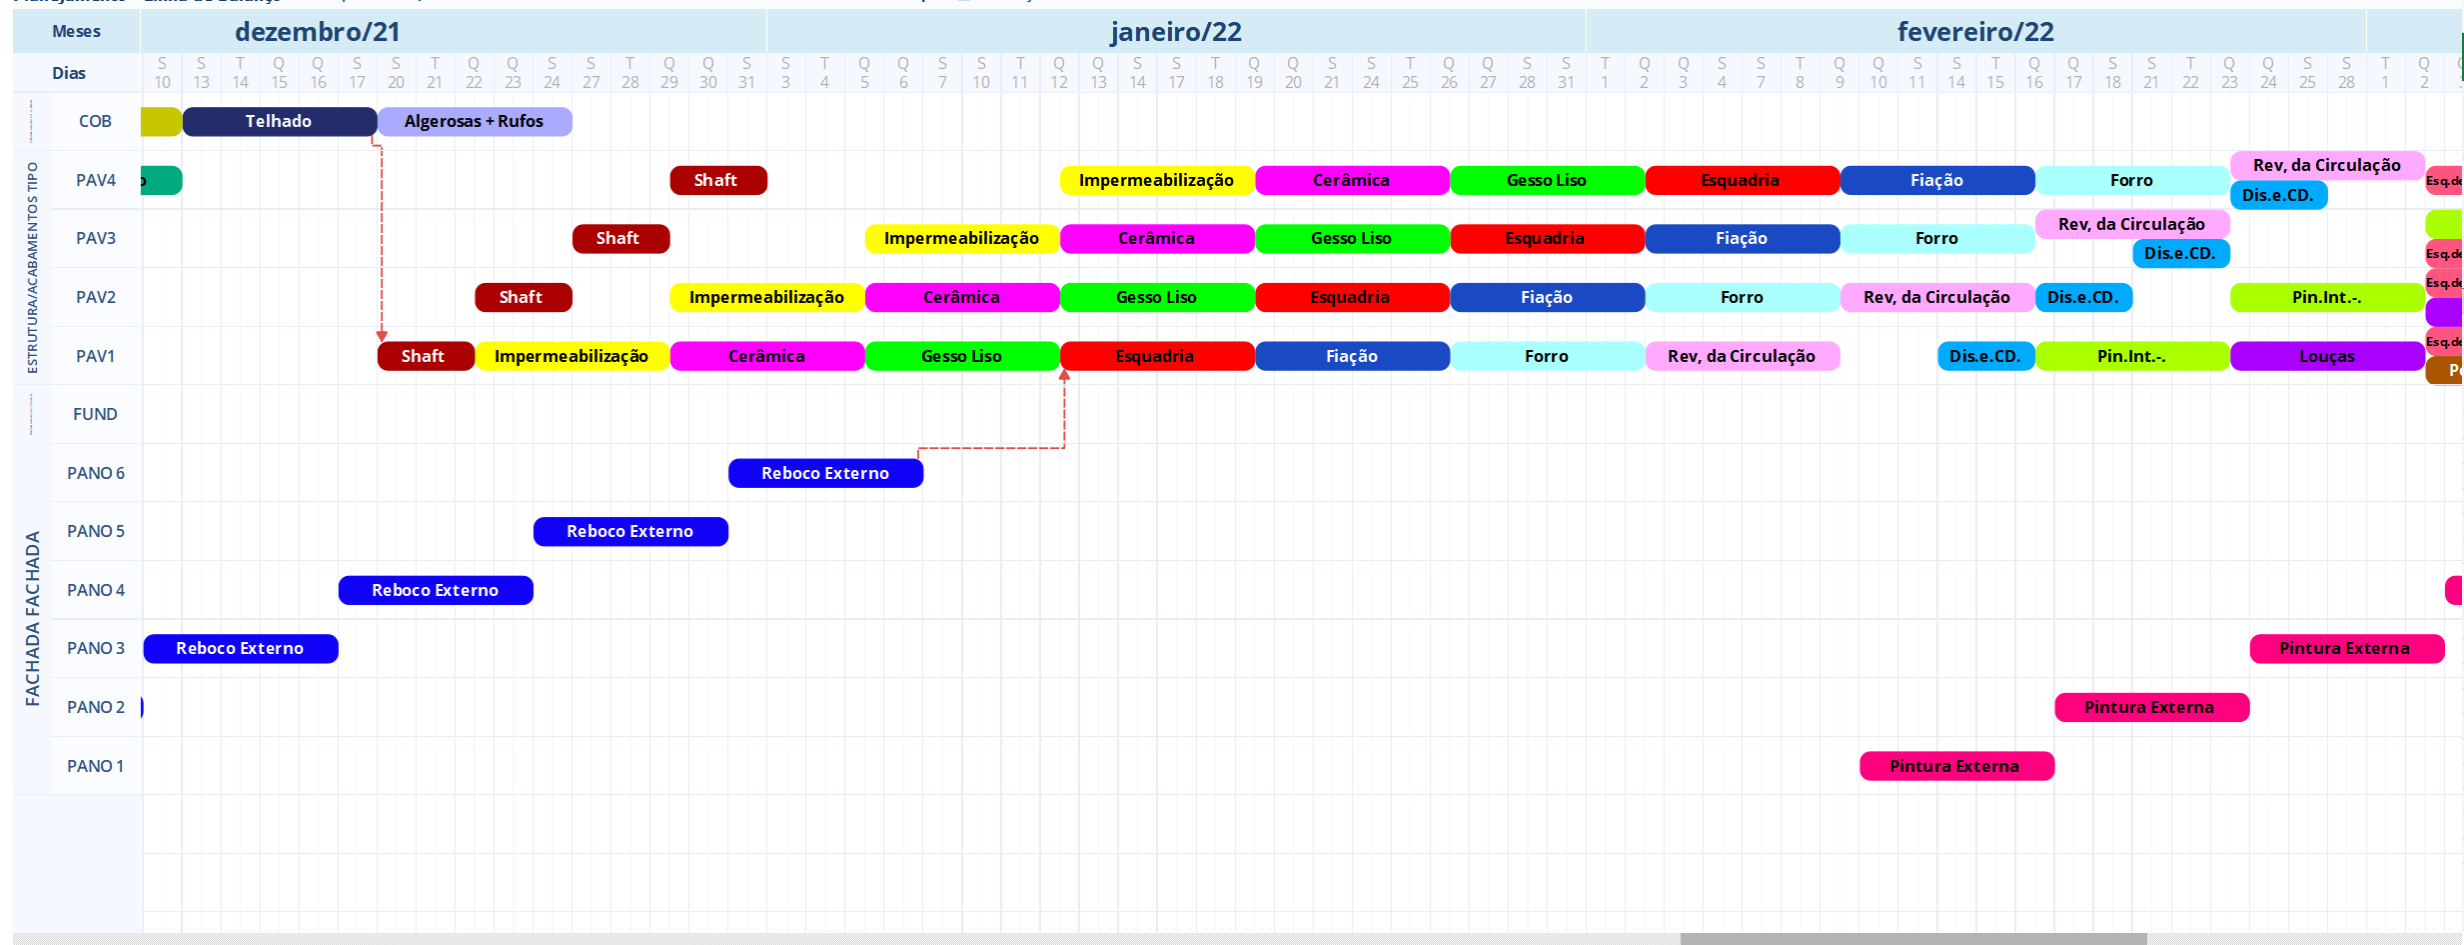 Meses dezembro/21 janeiro/22 fevereiro/22
Dias S T Q Q S S T Q Q S S T Q Q S S T Q Q S S T Q Q S S T Q Q S S T Q Q S S T Q Q S S T Q Q S S T Q Q S S T Q Q S S T Q
10 13 14 15 16 17 20 21 22 23 24 27 28 29 30 31 3 4 5 6 7 10 11 12 13 14 17 18 19 20 21 24 25 26 27 28 31 1 2 3 4 7 8 9 10 11 14 15 16 17 18 21 22 23 24 25 28 1 2
COB Telhado Algerosas + Rufos
ESTRUTURA/ACABAMENTOS TIPO
PAV4 Shaft Impermeabilização Cerâmica Gesso Liso Esquadria Fiação Forro Rev, da Circulação
Dis.e.CD. Esq.de
PAV3 Shaft Impermeabilização Cerâmica Gesso Liso Esquadria Fiação Forro Rev, da Circulação
Dis.e.CD. Esq.de
PAV2 Shaft Impermeabilização Cerâmica Gesso Liso Esquadria Fiação Forro Rev, da Circulação Dis.e.CD. Pin.Int.-. Esq.de
PAV1 Shaft Impermeabilização Cerâmica Gesso Liso Esquadria Fiação Forro Rev, da Circulação Dis.e.CD. Pin.Int.-. Louças Esq.de
FUND
FACHADA FACHADA
PANO 6 Reboco Externo
PANO 5 Reboco Externo
PANO 4 Reboco Externo
PANO 3 Reboco Externo Pintura Externa
PANO 2 Pintura Externa
PANO 1 Pintura Externa